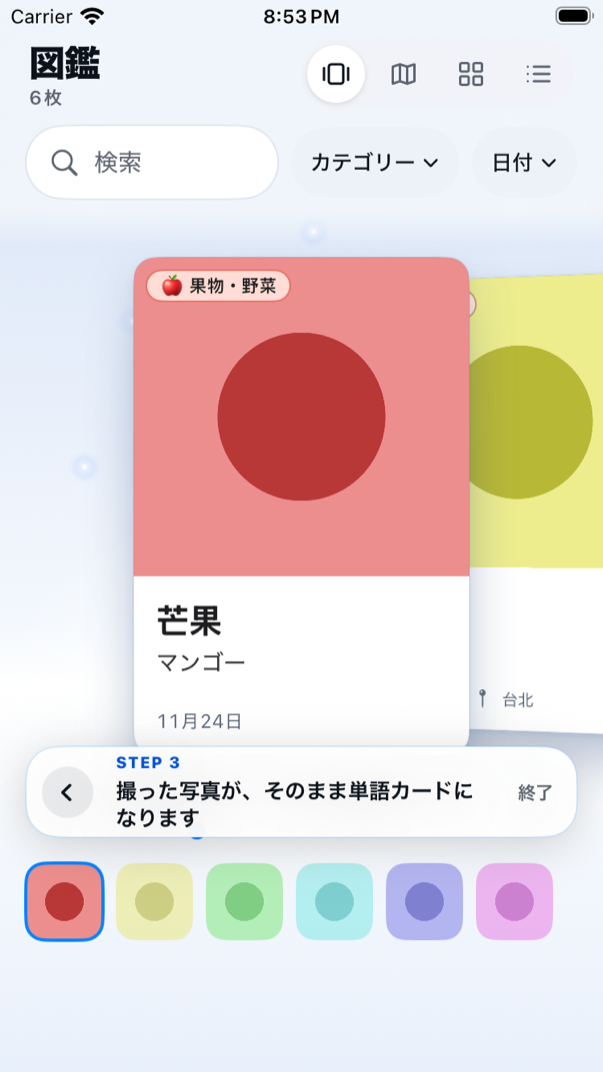 Carrier 8:53 PM
図鑑
6枚
検索
カテゴリー
日付
果物・野菜
芒果
マンゴー
11月24日
台北
STEP 3
撮った写真が、そのまま単語カードに
なります
終了